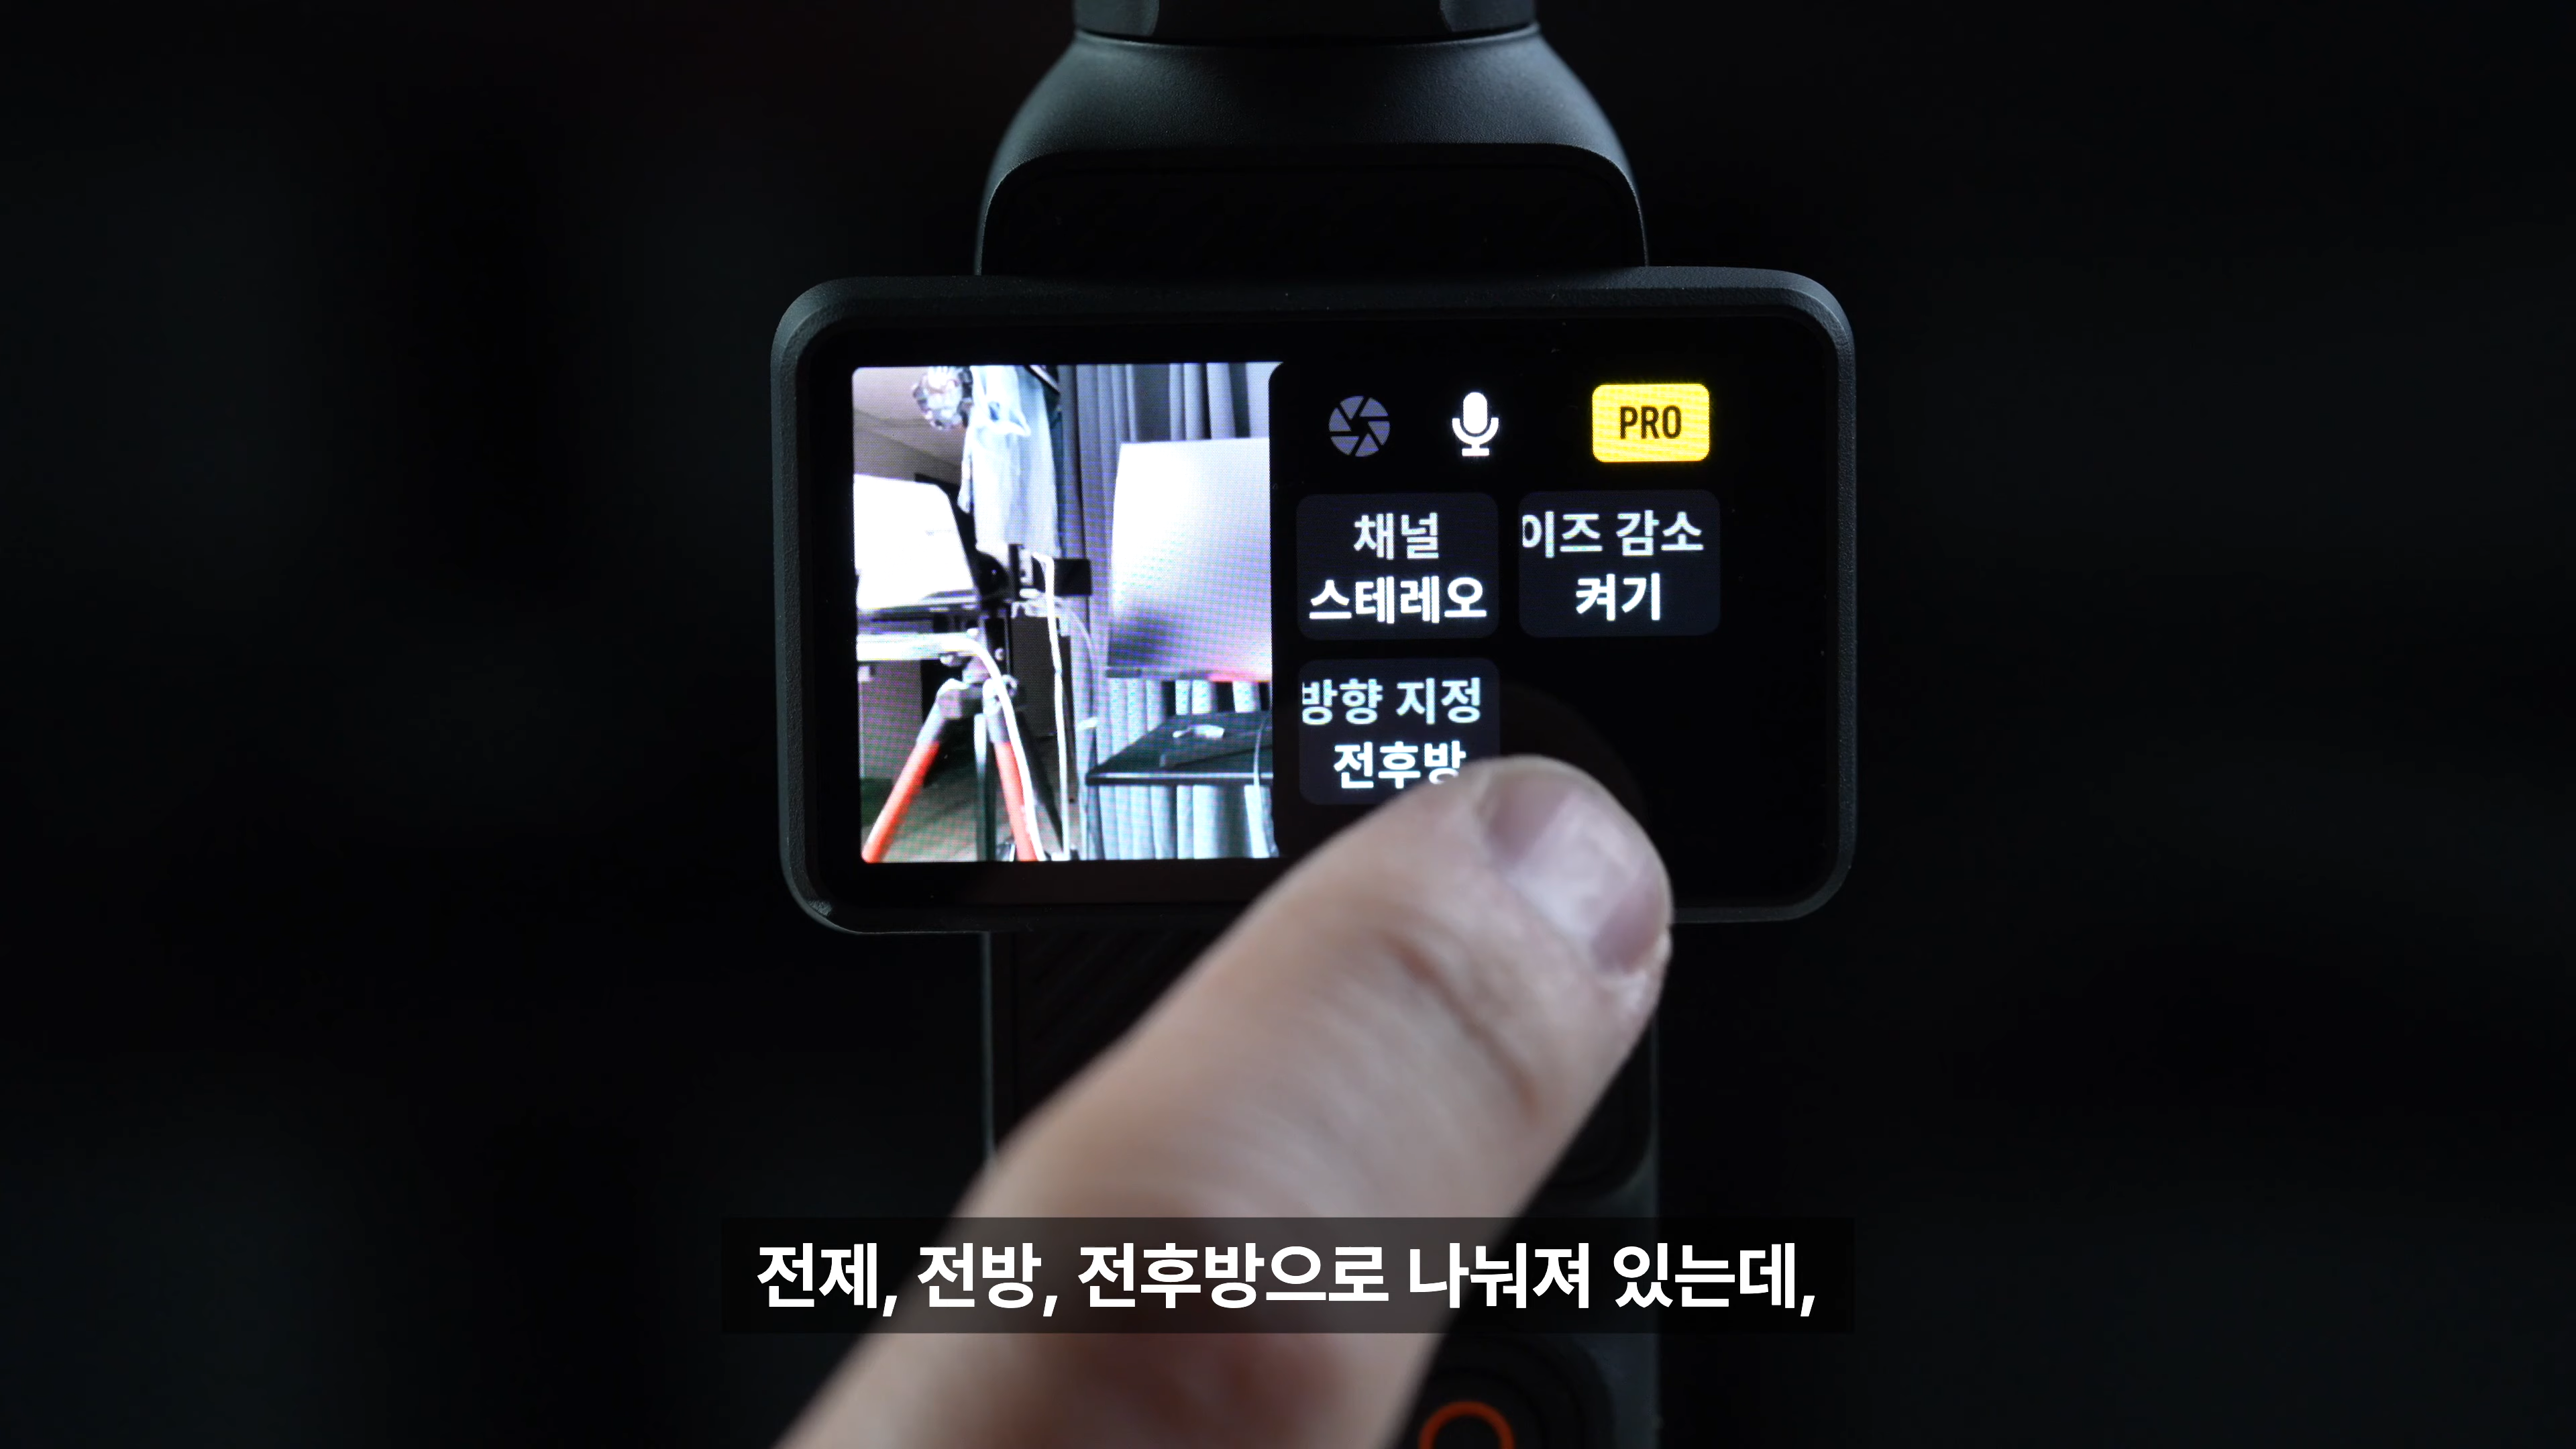 PRO
채널
스테레오
이즈 감소
켜기
방향 지정
전후방
전제, 전방, 전후방으로 나눠져 있는데,